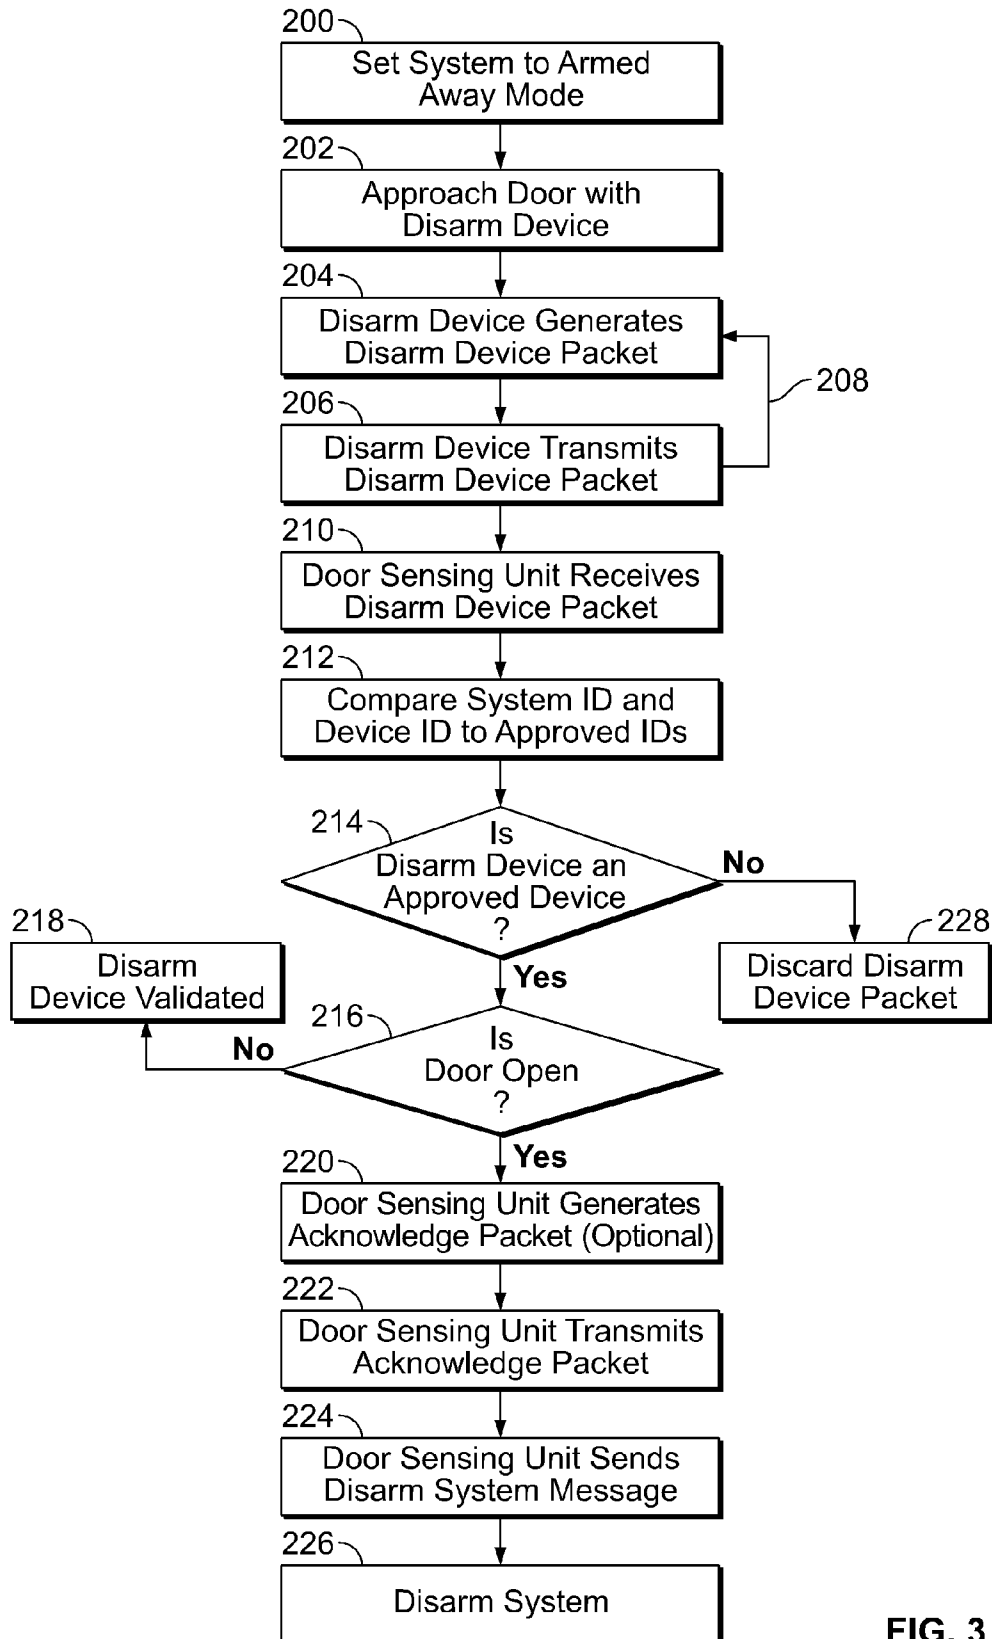 200
Set System to Armed
Away Mode
202
Approach Door with
Disarm Device
204
Disarm Device Generates
Disarm Device Packet
208
206
Disarm Device Transmits
Disarm Device Packet
210
Door Sensing Unit Receives
Disarm Device Packet
212
Compare System ID and
Device ID to Approved IDs
214
Is
Disarm Device an
Approved Device
?
No
218
Disarm
Device Validated
228
Discard Disarm
Device Packet
Yes
216
Is
Door Open
?
No
Yes
220
Door Sensing Unit Generates
Acknowledge Packet (Optional)
222
Door Sensing Unit Transmits
Acknowledge Packet
224
Door Sensing Unit Sends
Disarm System Message
226
Disarm System
FIG. 3